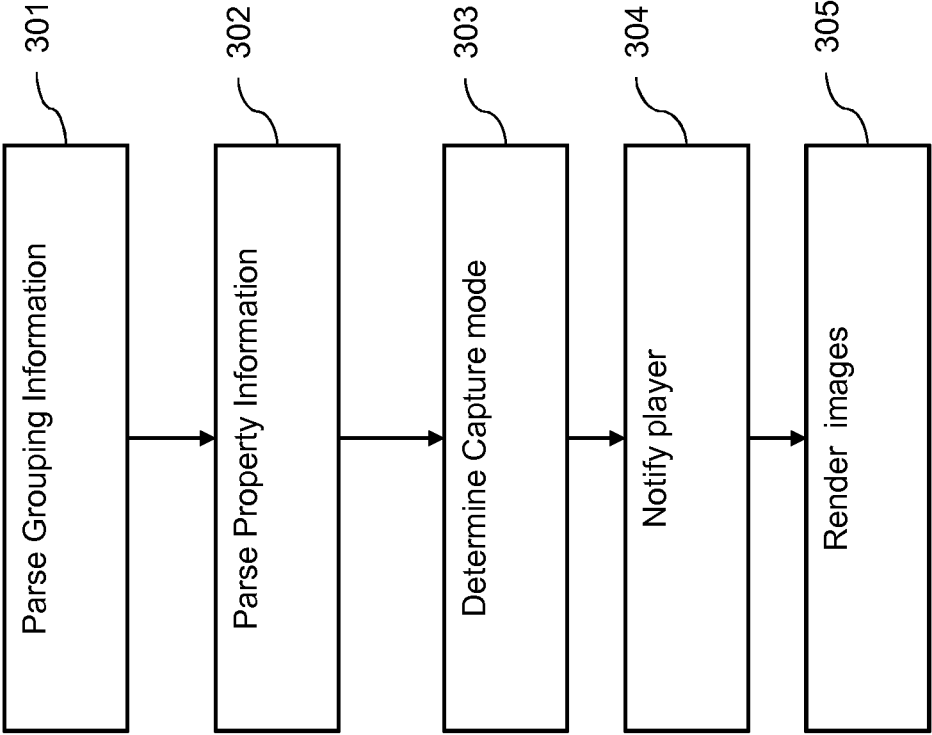 Parse Grouping Information
301
Parse Property Information
302
Determine Capture mode
303
Notify player
304
Render images
305